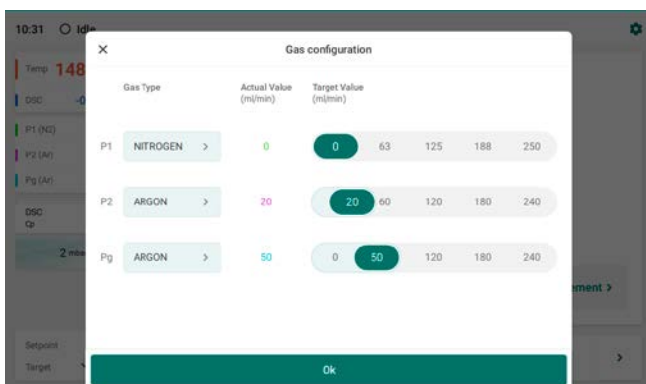 10:31 Idle
Gas configuration
Temp 148
DSC -0
P1 (N2)
P2 (Ar)
Pg (Ar)
DSC
Cp
2
Gas Type Actual Value (ml/min) Target Value (ml/min)
P1 NITROGEN > 0 0 63 125 188 250
P2 ARGON > 20 20 60 120 180 240
Pg ARGON > 50 0 50 120 180 240
ement >
Setpoint
Target
>
Ok